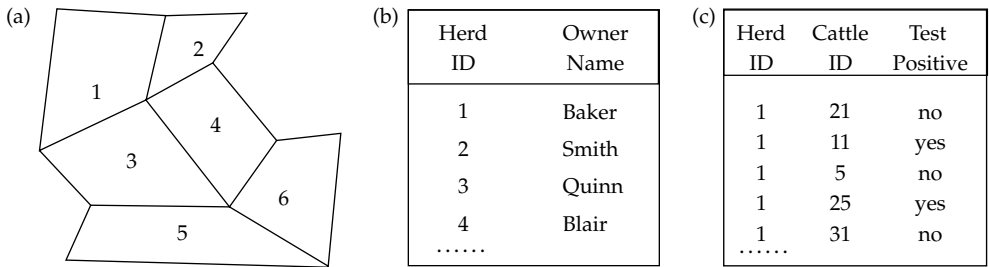 (a)
1
2
3
4
5
6
(b)
Herd Owner
ID Name
1 Baker
2 Smith
3 Quinn
4 Blair
......
(c)
Herd Cattle Test
ID ID Positive
1 21 no
1 11 yes
1 5 no
1 25 yes
1 31 no
......